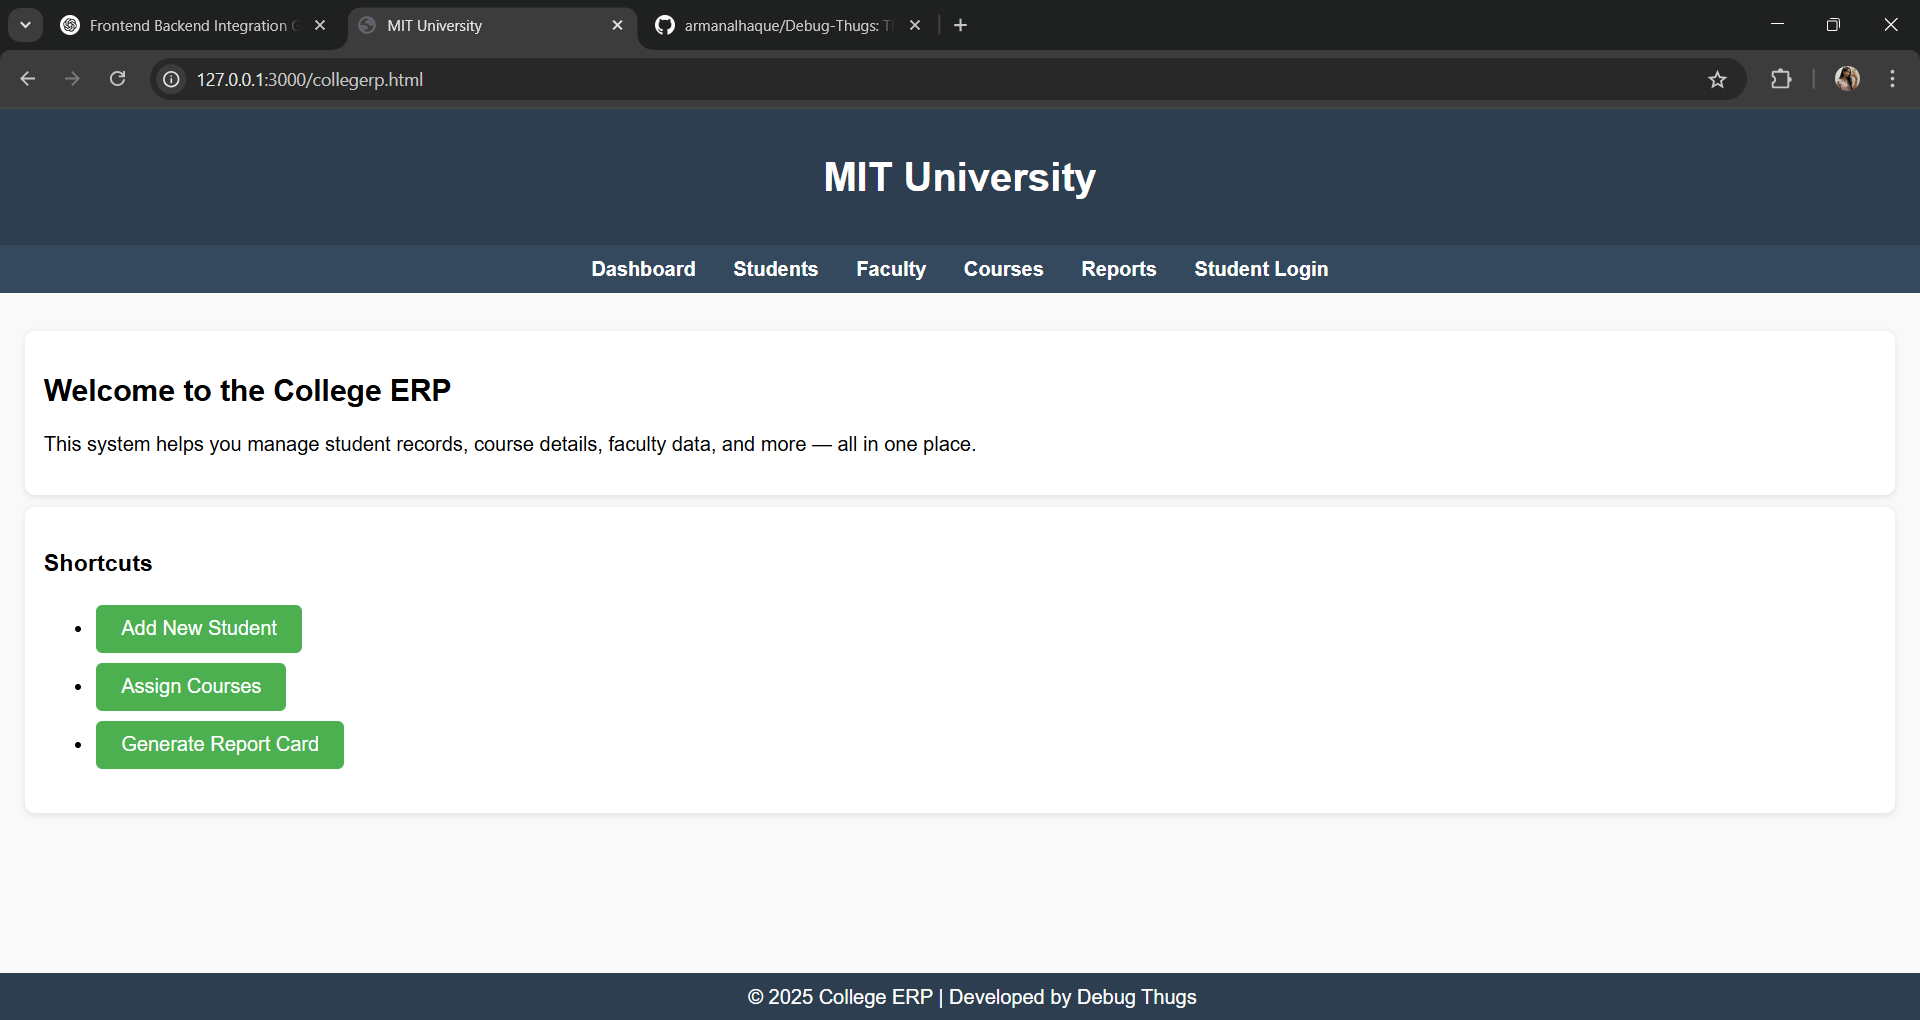 Frontend Backend Integration
MIT University
armanalhaque/Debug-Thugs:
127.0.0.1:3000/collegerp.html
MIT University
Dashboard Students Faculty Courses Reports Student Login
Welcome to the College ERP
This system helps you manage student records, course details, faculty data, and more — all in one place.
Shortcuts
• Add New Student
• Assign Courses
• Generate Report Card
© 2025 College ERP | Developed by Debug Thugs